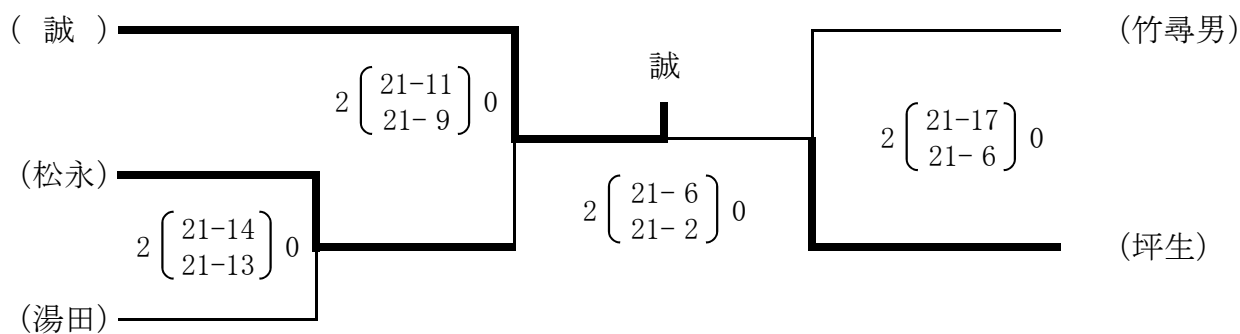 ( 誠 )
(竹尋男)
誠
2 ( 21-11 21- 9 ) 0
2 ( 21-17 21- 6 ) 0
(松永)
2 ( 21- 6 21- 2 ) 0
2 ( 21-14 21-13 ) 0
(坪生)
(湯田)